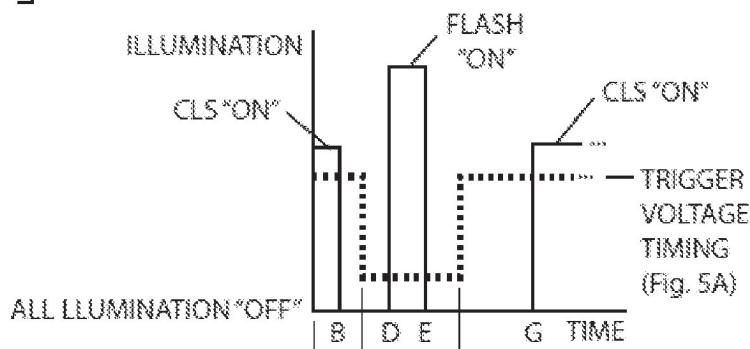 ILLUMINATION
FLASH
"ON"
CLS "ON"
CLS "ON"
TRIGGER
VOLTAGE
TIMING
(Fig. 5A)
ALL LLUMINATION "OFF"
B D E G TIME